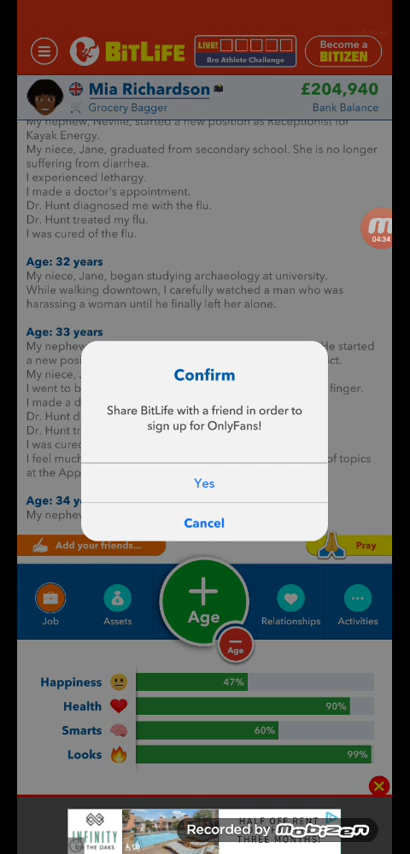 LIVE!
BitLife
Bro Athlete Challenge
Become a
BITIZEN
Mia Richardson
£204,940
Grocery Bagger
Bank Balance
My nephew, Neville, started a new position as Receptionist for
Kayak Energy.
My niece, Jane, graduated from secondary school. She is no longer
suffering from diarrhea.
I experienced lethargy.
I made a doctor's appointment.
Dr. Hunt diagnosed me with the flu.
Dr. Hunt treated my flu.
I was cured of the flu.
04:34
Age: 32 years
My niece, Jane, began studying archaeology at university.
While walking downtown, I carefully watched a man who was
harassing a woman until he finally left her alone.
Age: 33 years
My nephew
He started
a new posi
ct.
My niece,
I went to b
finger.
I made a d
Dr. Hunt d
Dr. Hunt tr
I was cured
I feel much
of topics
at the App
Age: 34 y
My nephew
Confirm
Share BitLife with a friend in order to
sign up for OnlyFans!
Yes
Cancel
Add your friends...
Pray
Job
Assets
Age
Relationships
Activities
Age
Happiness
47%
Health
90%
Smarts
60%
Looks
99%
INFINITY
ON THE OAKS
HALF OFF RENT
THREE MONTHS!
Recorded by mobizen